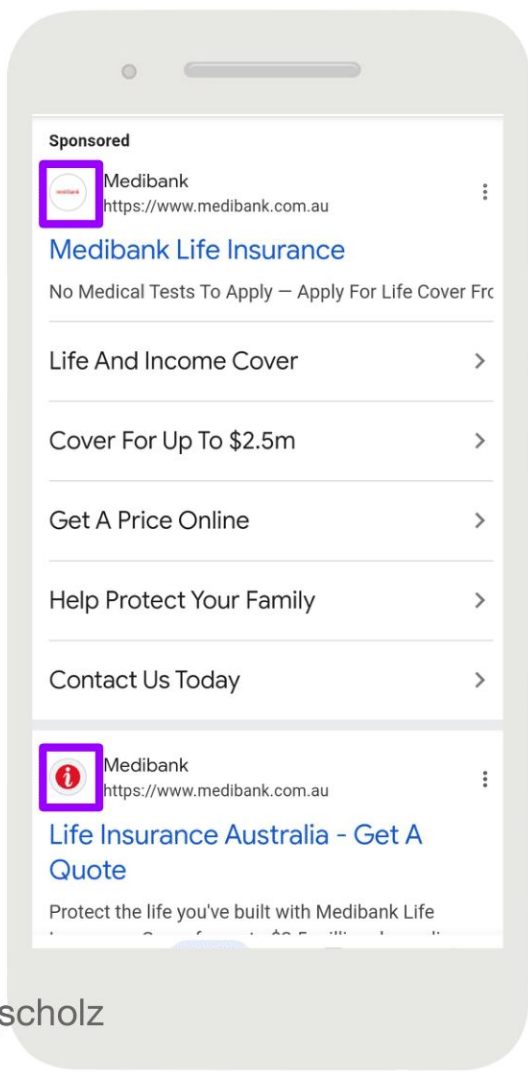 Sponsored
medibank
Medibank
https://www.medibank.com.au
Medibank Life Insurance
No Medical Tests To Apply — Apply For Life Cover Fro
Life And Income Cover
Cover For Up To $2.5m
Get A Price Online
Help Protect Your Family
Contact Us Today
i
Medibank
https://www.medibank.com.au
Life Insurance Australia - Get A
Quote
Protect the life you've built with Medibank Life
scholz